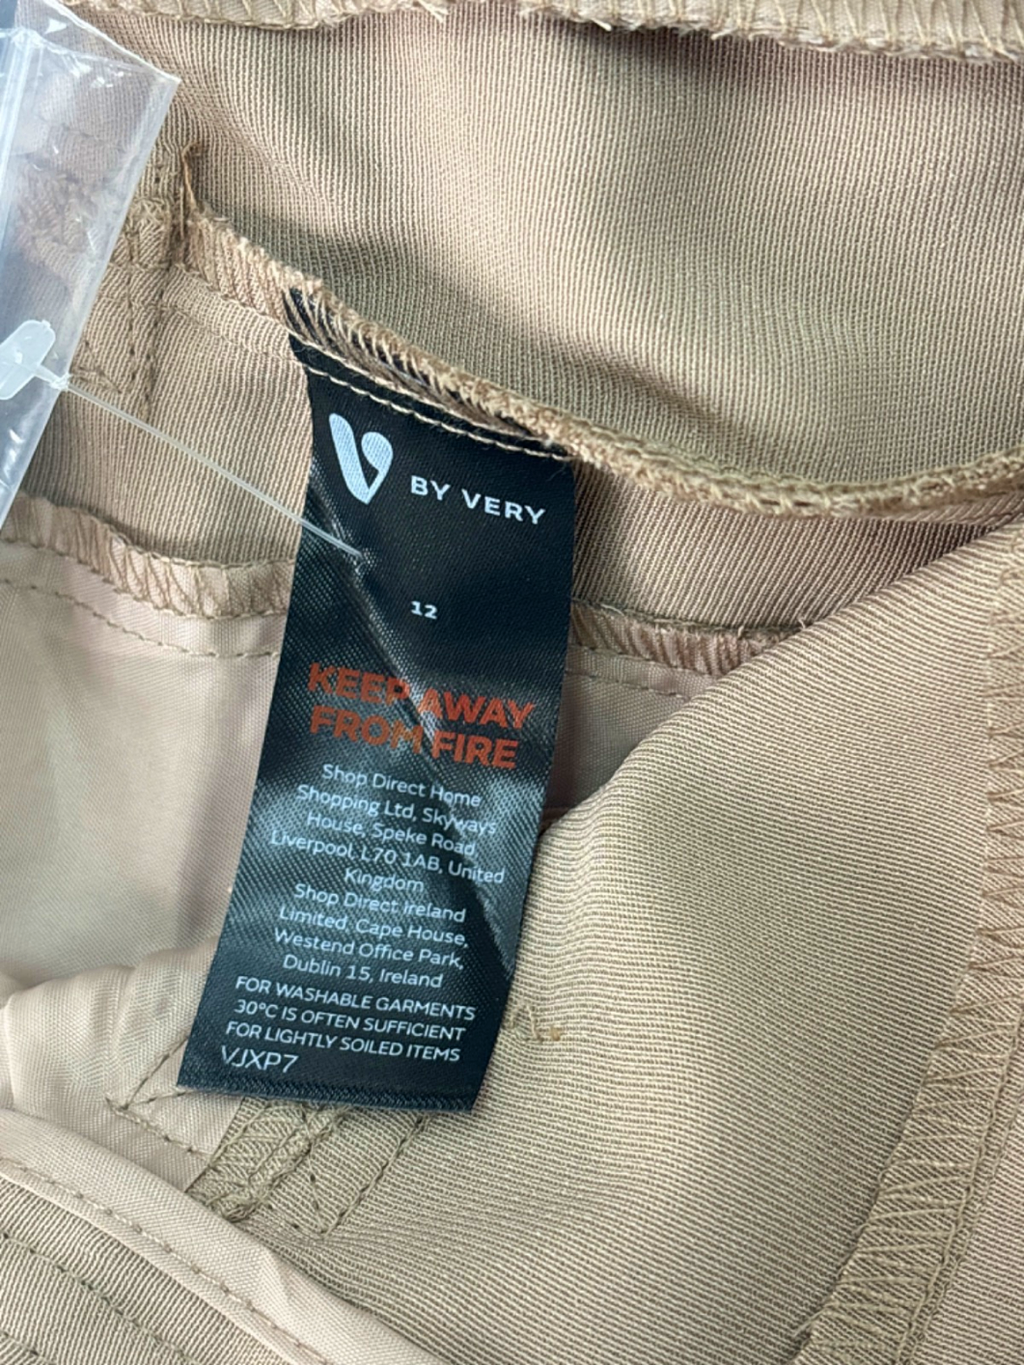 V BY VERY
12
KEEP AWAY
FROM FIRE
Shop Direct Home
Shopping Ltd, Skyways
House, Speke Road,
Liverpool, L70 1AB, United
Kingdom
Shop Direct Ireland
Limited, Cape House,
Westend Office Park,
Dublin 15, Ireland
FOR WASHABLE GARMENTS
30°C IS OFTEN SUFFICIENT
FOR LIGHTLY SOILED ITEMS
VJXP7